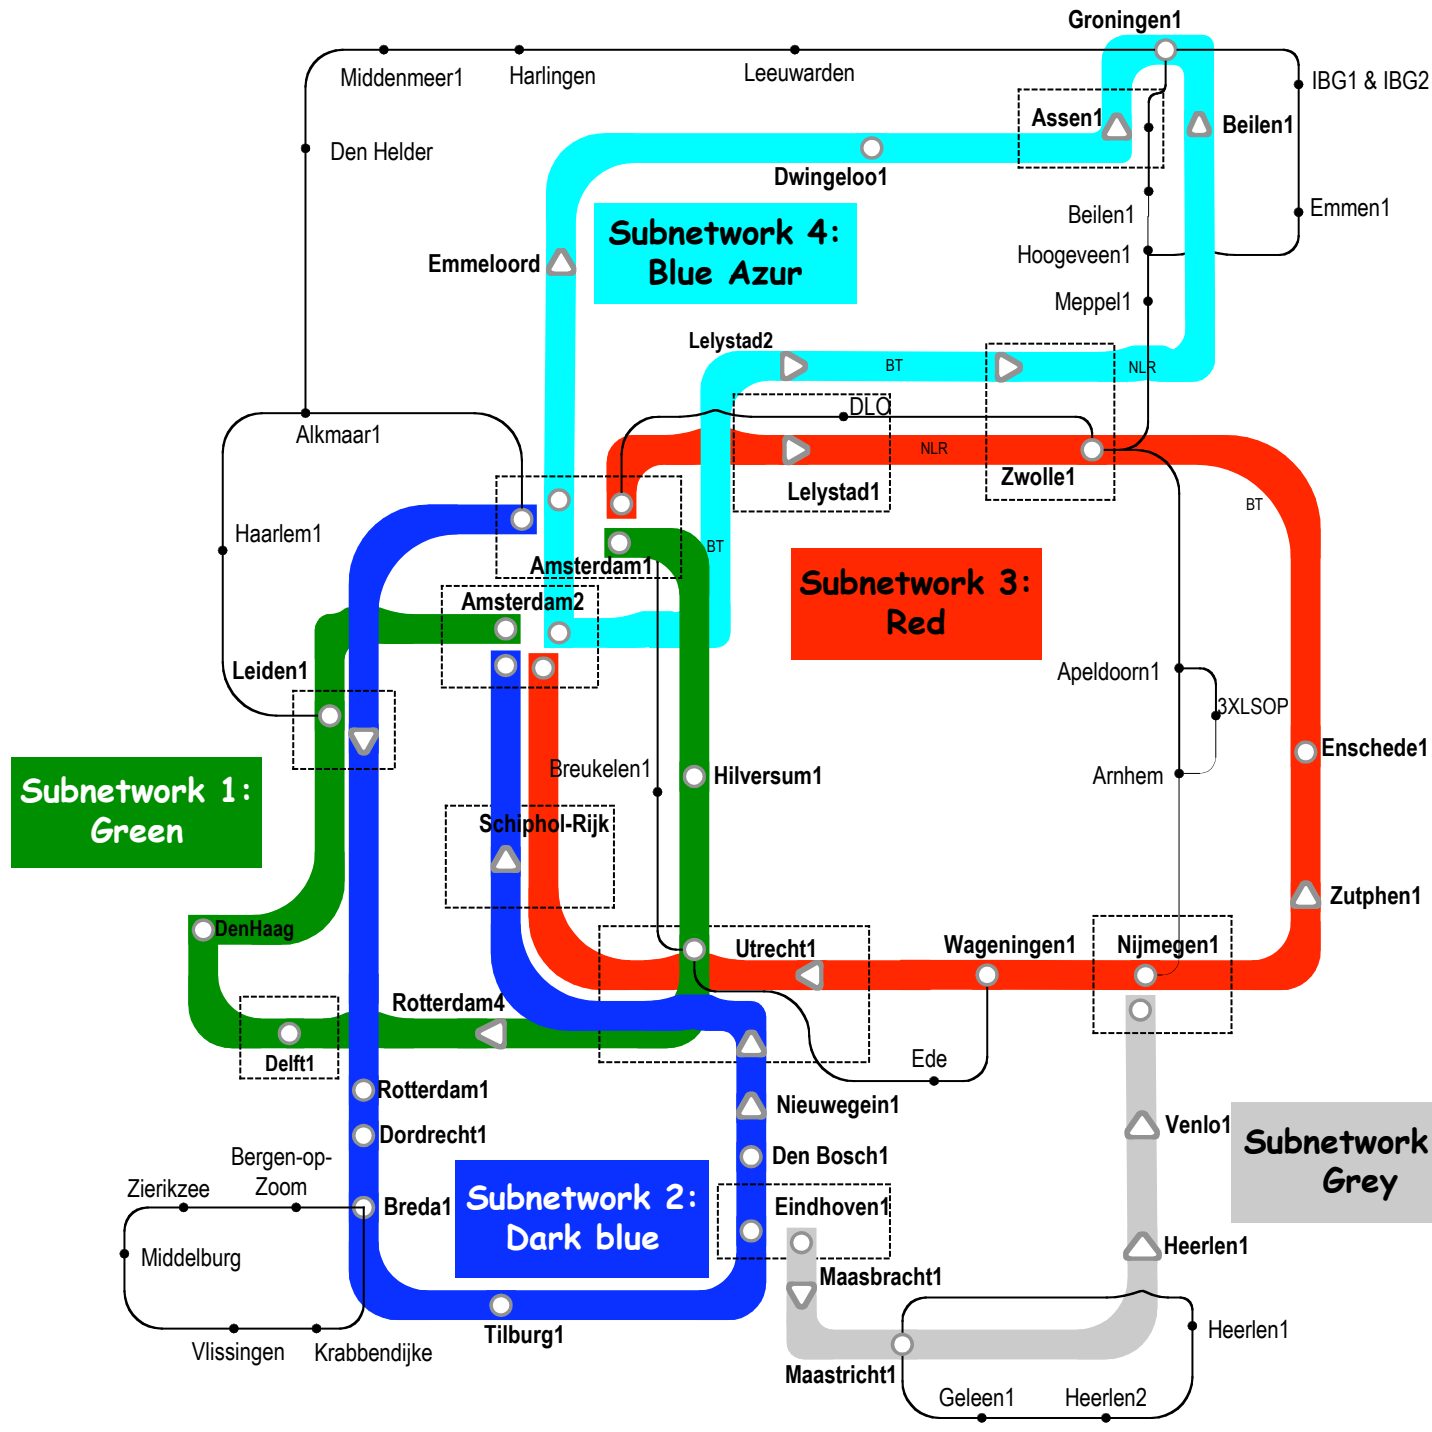 Groningen1
Middenmeer1
Harlingen
Leeuwarden
IBG1 & IBG2
Assen1
Beilen1
Den Helder
Dwingeloo1
Beilen1
Emmen1
Subnetwork 4:
Blue Azur
Hoogeveen1
Emmeloord
Meppel1
Lelystad2
BT
NLR
DLO
Alkmaar1
NLR
Zwolle1
Lelystad1
BT
Haarlem1
BT
Amsterdam1
Amsterdam2
Subnetwork 3:
Red
Leiden1
Apeldoorn1
3XLSOP
Enschede1
Breukelen1
Hilversum1
Arnhem
Subnetwork 1:
Green
Schiphol-Rijk
Zutphen1
DenHaag
Utrecht1
Wageningen1
Nijmegen1
Rotterdam4
Delft1
Ede
Rotterdam1
Nieuwegein1
Venlo1
Dordrecht1
Den Bosch1
Subnetwork
Grey
Bergen-op-
Zoom
Zierikzee
Breda1
Subnetwork 2:
Dark blue
Eindhoven1
Heerlen1
Middelburg
Maasbracht1
Tilburg1
Heerlen1
Vlissingen
Krabbendijke
Maastricht1
Geleen1
Heerlen2